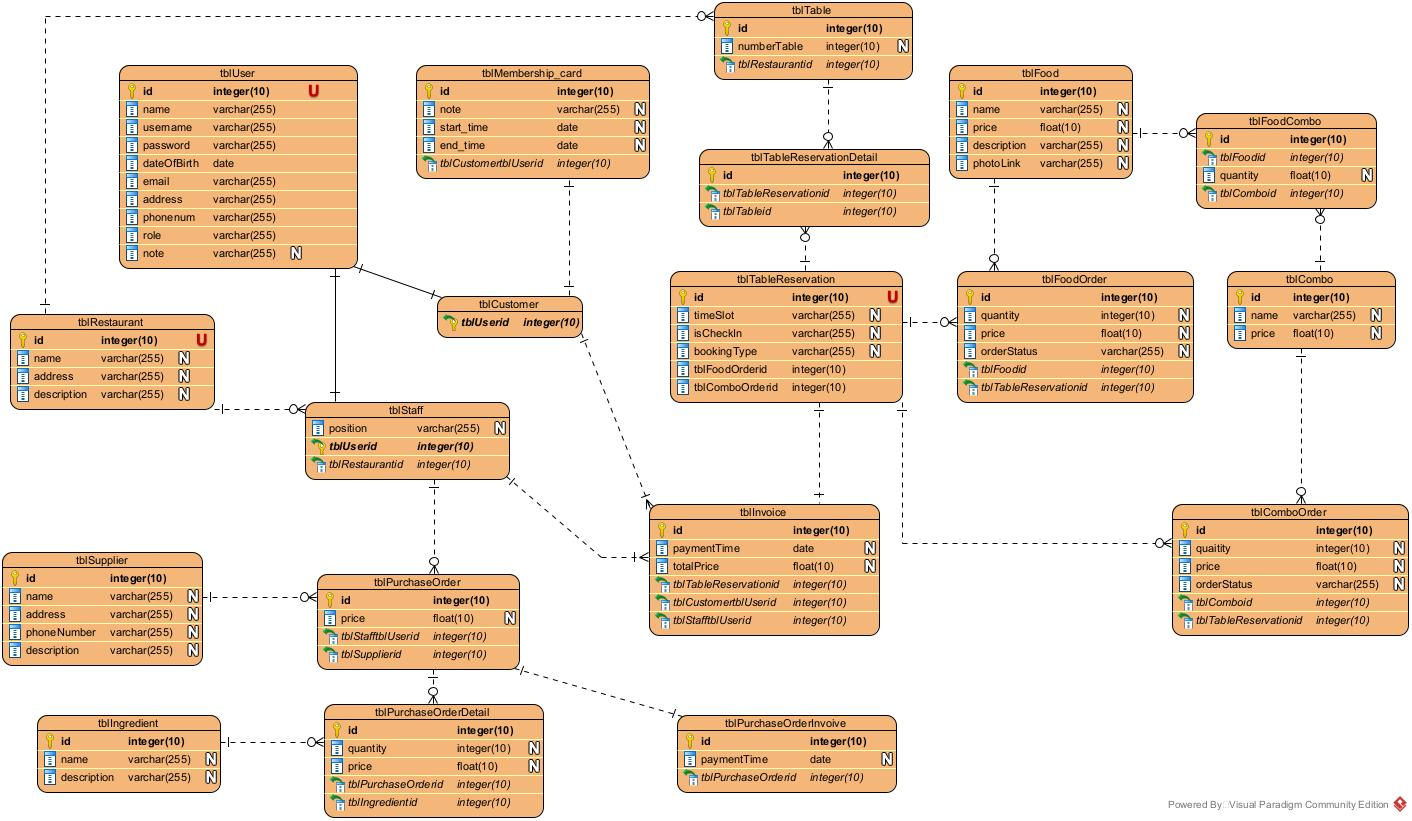 tblTable
id integer(10)
numberTable integer(10) N
tblRestaurantid integer(10)
tblUser
id integer(10) U
name varchar(255)
username varchar(255)
password varchar(255)
dateOfBirth date
email varchar(255)
address varchar(255)
phonenum varchar(255)
role varchar(255)
note varchar(255) N
tblMembership_card
id integer(10)
note varchar(255) N
start_time date N
end_time date N
tblCustomertblUserid integer(10)
tblFood
id integer(10)
name varchar(255) N
price float(10) N
description varchar(255) N
photoLink varchar(255) N
tblFoodCombo
id integer(10)
tblFoodid integer(10)
quantity float(10) N
tblComboid integer(10)
tblTableReservationDetail
id integer(10)
tblTableReservationid integer(10)
tblTableid integer(10)
tblTableReservation
id integer(10) U
timeSlot varchar(255) N
isCheckIn varchar(255) N
bookingType varchar(255) N
tblFoodOrderid integer(10)
tblComboOrderid integer(10)
tblFoodOrder
id integer(10)
quantity integer(10) N
price float(10) N
orderStatus varchar(255) N
tblFoodid integer(10)
tblTableReservationid integer(10)
tblCombo
id integer(10)
name varchar(255) N
price float(10) N
tblCustomer
tblUserid integer(10)
tblRestaurant
id integer(10) U
name varchar(255) N
address varchar(255) N
description varchar(255) N
tblStaff
position varchar(255) N
tblUserid integer(10)
tblRestaurantid integer(10)
tblInvoice
id integer(10)
paymentTime date N
totalPrice float(10) N
tblTableReservationid integer(10)
tblCustomertblUserid integer(10)
tblStafftblUserid integer(10)
tblComboOrder
id integer(10)
quaitity integer(10) N
price float(10) N
orderStatus varchar(255) N
tblComboid integer(10)
tblTableReservationid integer(10)
tblSupplier
id integer(10)
name varchar(255) N
address varchar(255) N
phoneNumber varchar(255) N
description varchar(255) N
tblPurchaseOrder
id integer(10)
price float(10) N
tblStafftblUserid integer(10)
tblSupplierid integer(10)
tblIngredient
id integer(10)
name varchar(255) N
description varchar(255) N
tblPurchaseOrderDetail
id integer(10)
quantity integer(10) N
price float(10) N
tblPurchaseOrderid integer(10)
tblIngredientid integer(10)
tblPurchaseOrderInvoive
id integer(10)
paymentTime date N
tblPurchaseOrderid integer(10)
Powered By Visual Paradigm Community Edition